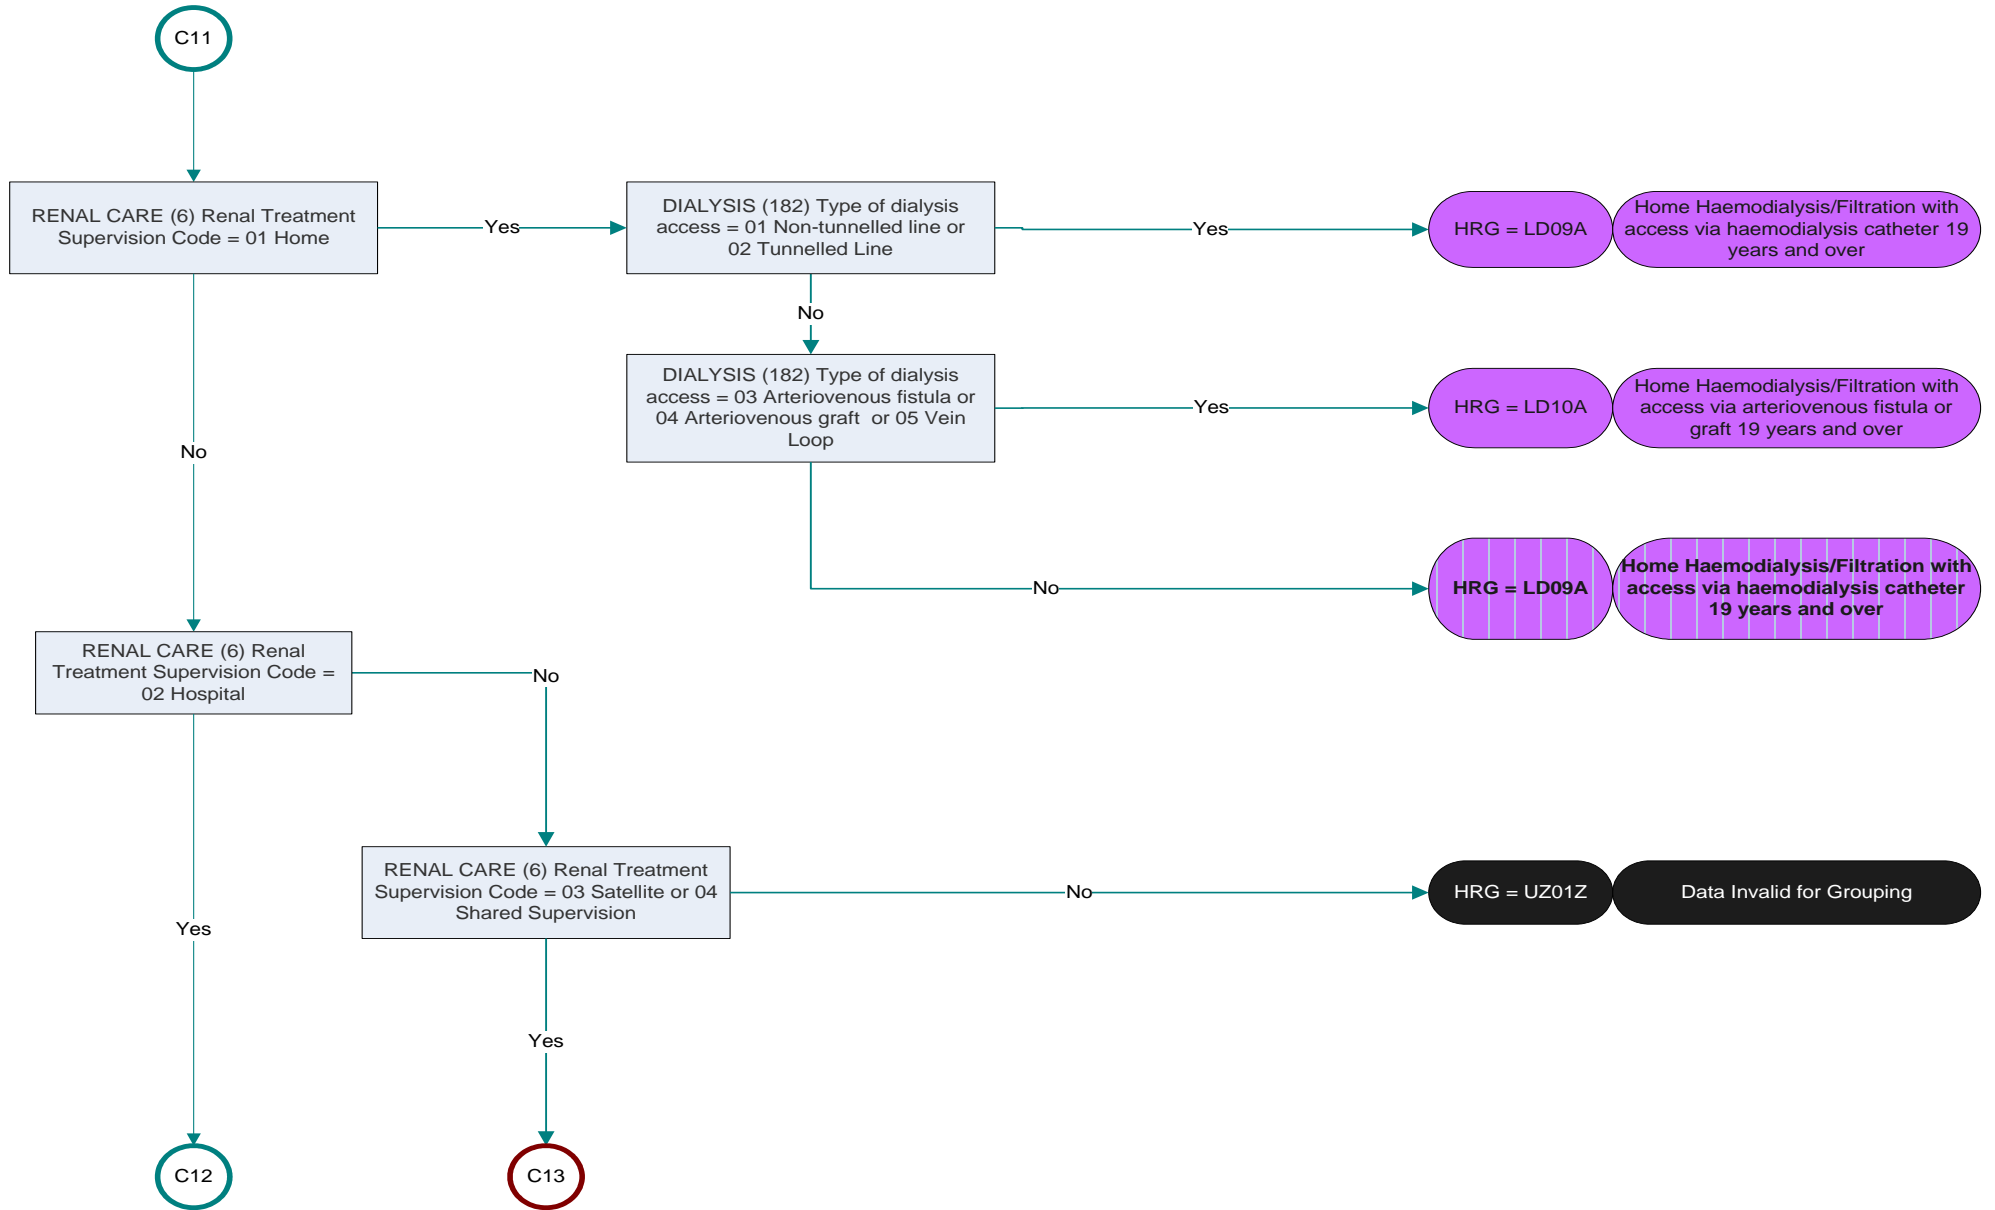 C11
RENAL CARE (6) Renal Treatment
Supervision Code = 01 Home
Yes
DIALYSIS (182) Type of dialysis
access = 01 Non-tunnelled line or
02 Tunnelled Line
Yes
HRG = LD09A
Home Haemodialysis/Filtration with
access via haemodialysis catheter 19
years and over
No
DIALYSIS (182) Type of dialysis
access = 03 Arteriovenous fistula or
04 Arteriovenous graft or 05 Vein
Loop
Yes
HRG = LD10A
Home Haemodialysis/Filtration with
access via arteriovenous fistula or
graft 19 years and over
No
No
HRG = LD09A
Home Haemodialysis/Filtration with
access via haemodialysis catheter
19 years and over
RENAL CARE (6) Renal
Treatment Supervision Code =
02 Hospital
No
RENAL CARE (6) Renal Treatment
Supervision Code = 03 Satellite or 04
Shared Supervision
No
HRG = UZ01Z
Data Invalid for Grouping
Yes
Yes
C12
C13